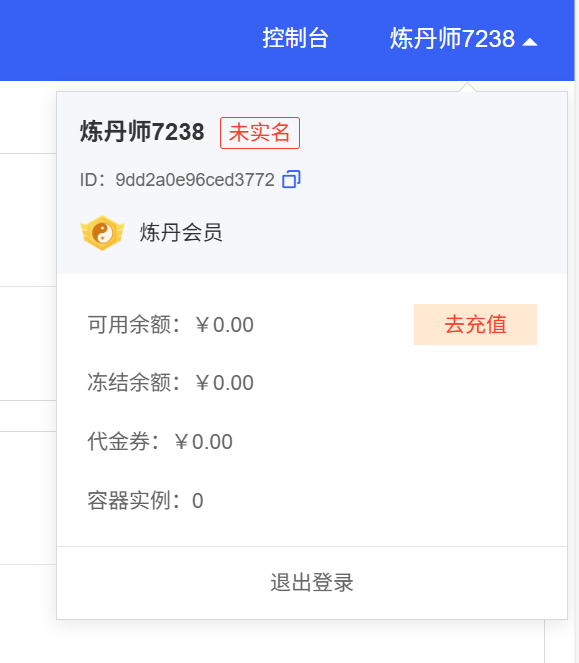 控制台 炼丹师7238
炼丹师7238 未实名
ID：9dd2a0e96ced3772
炼丹会员
可用余额：￥0.00 去充值
冻结余额：￥0.00
代金券：￥0.00
容器实例：0
退出登录